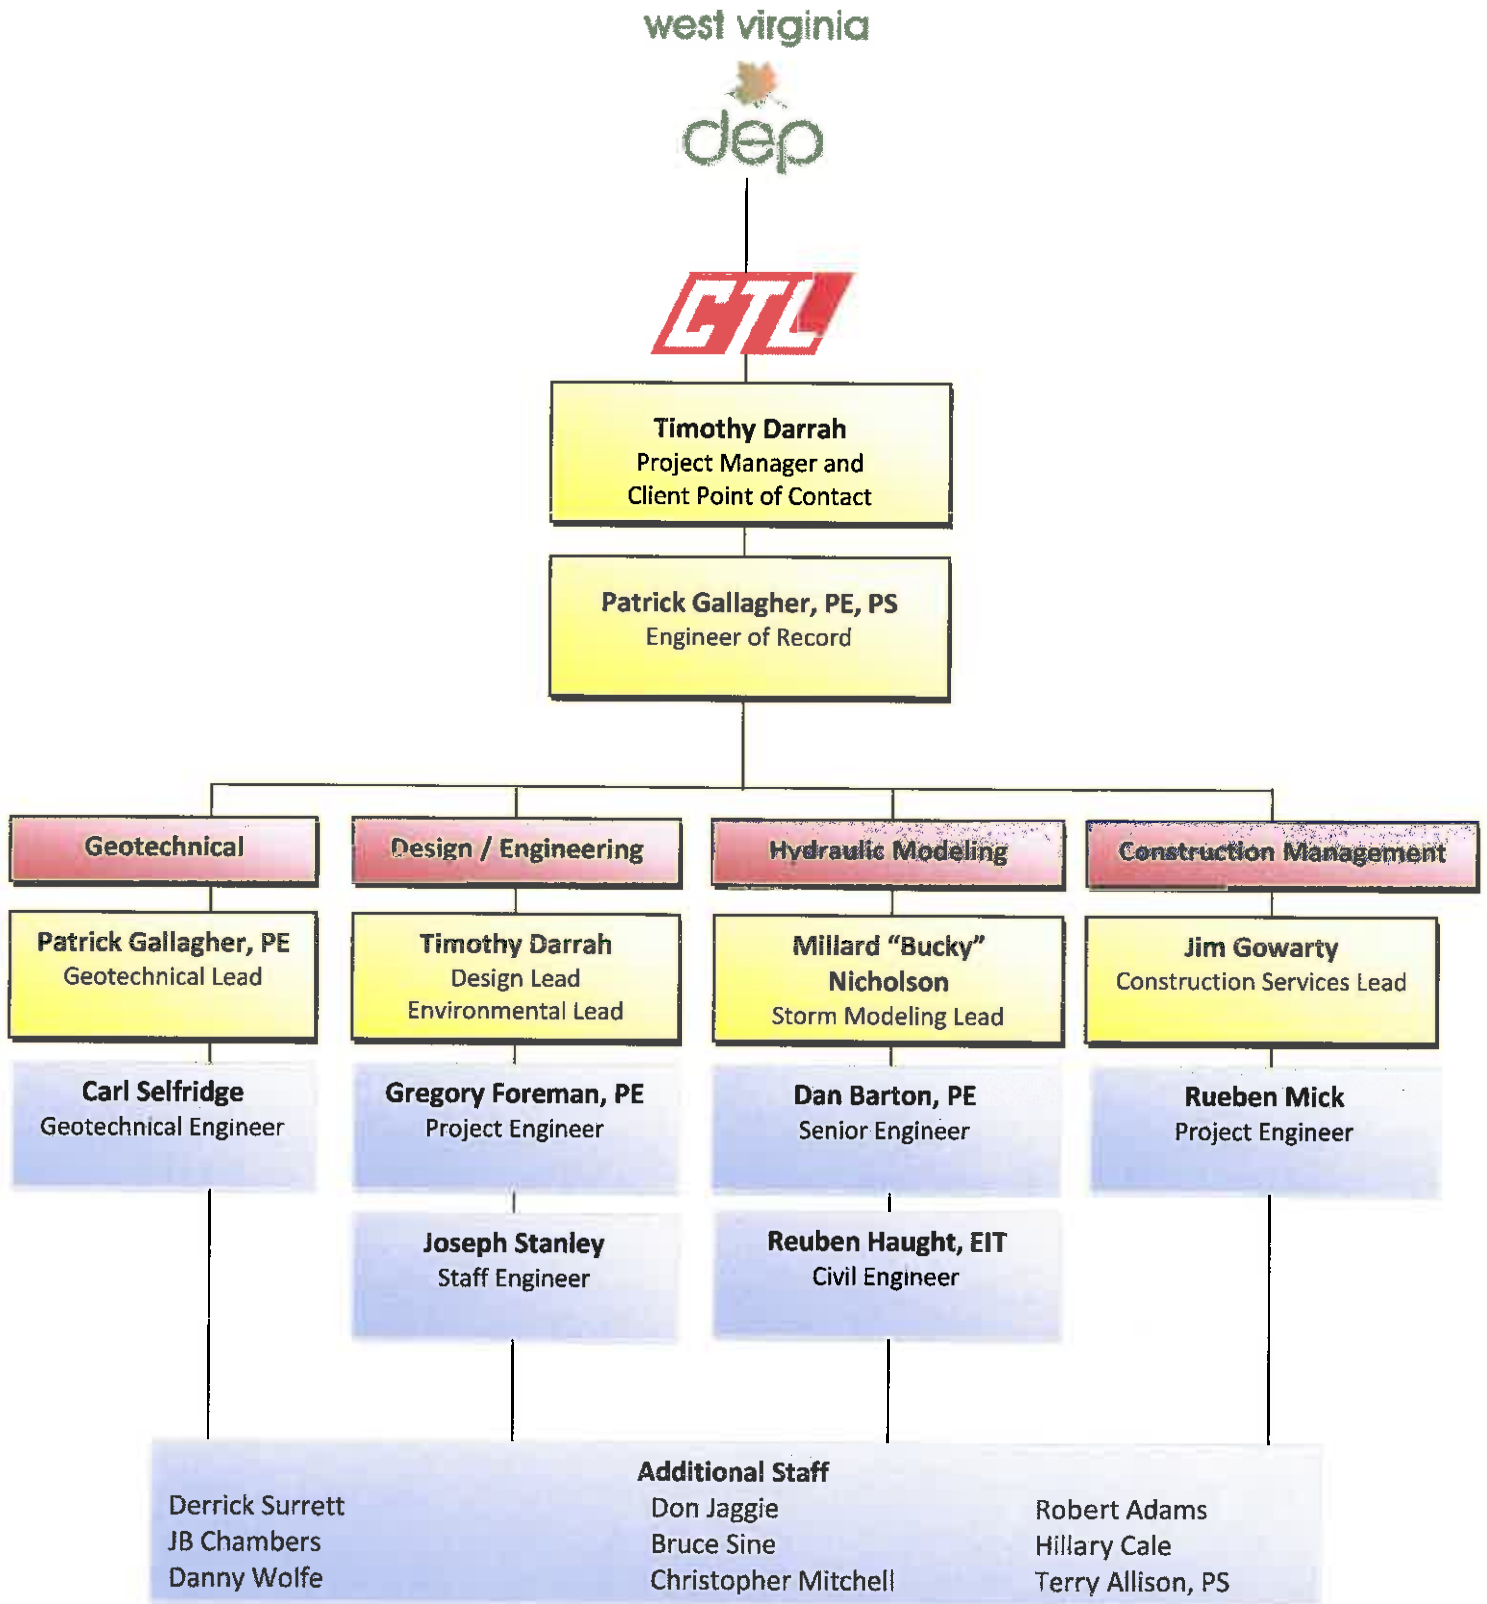 west virginia
dep
CTL
Timothy Darrah
Project Manager and
Client Point of Contact
Patrick Gallagher, PE, PS
Engineer of Record
Geotechnical
Design / Engineering
Hydraulic Modeling
Construction Management
Patrick Gallagher, PE
Geotechnical Lead
Timothy Darrah
Design Lead
Environmental Lead
Millard “Bucky”
Nicholson
Storm Modeling Lead
Jim Gowarty
Construction Services Lead
Carl Selfridge
Geotechnical Engineer
Gregory Foreman, PE
Project Engineer
Dan Barton, PE
Senior Engineer
Rueben Mick
Project Engineer
Joseph Stanley
Staff Engineer
Reuben Haught, EIT
Civil Engineer
Additional Staff
Derrick Surrett
JB Chambers
Danny Wolfe
Don Jaggie
Bruce Sine
Christopher Mitchell
Robert Adams
Hillary Cale
Terry Allison, PS